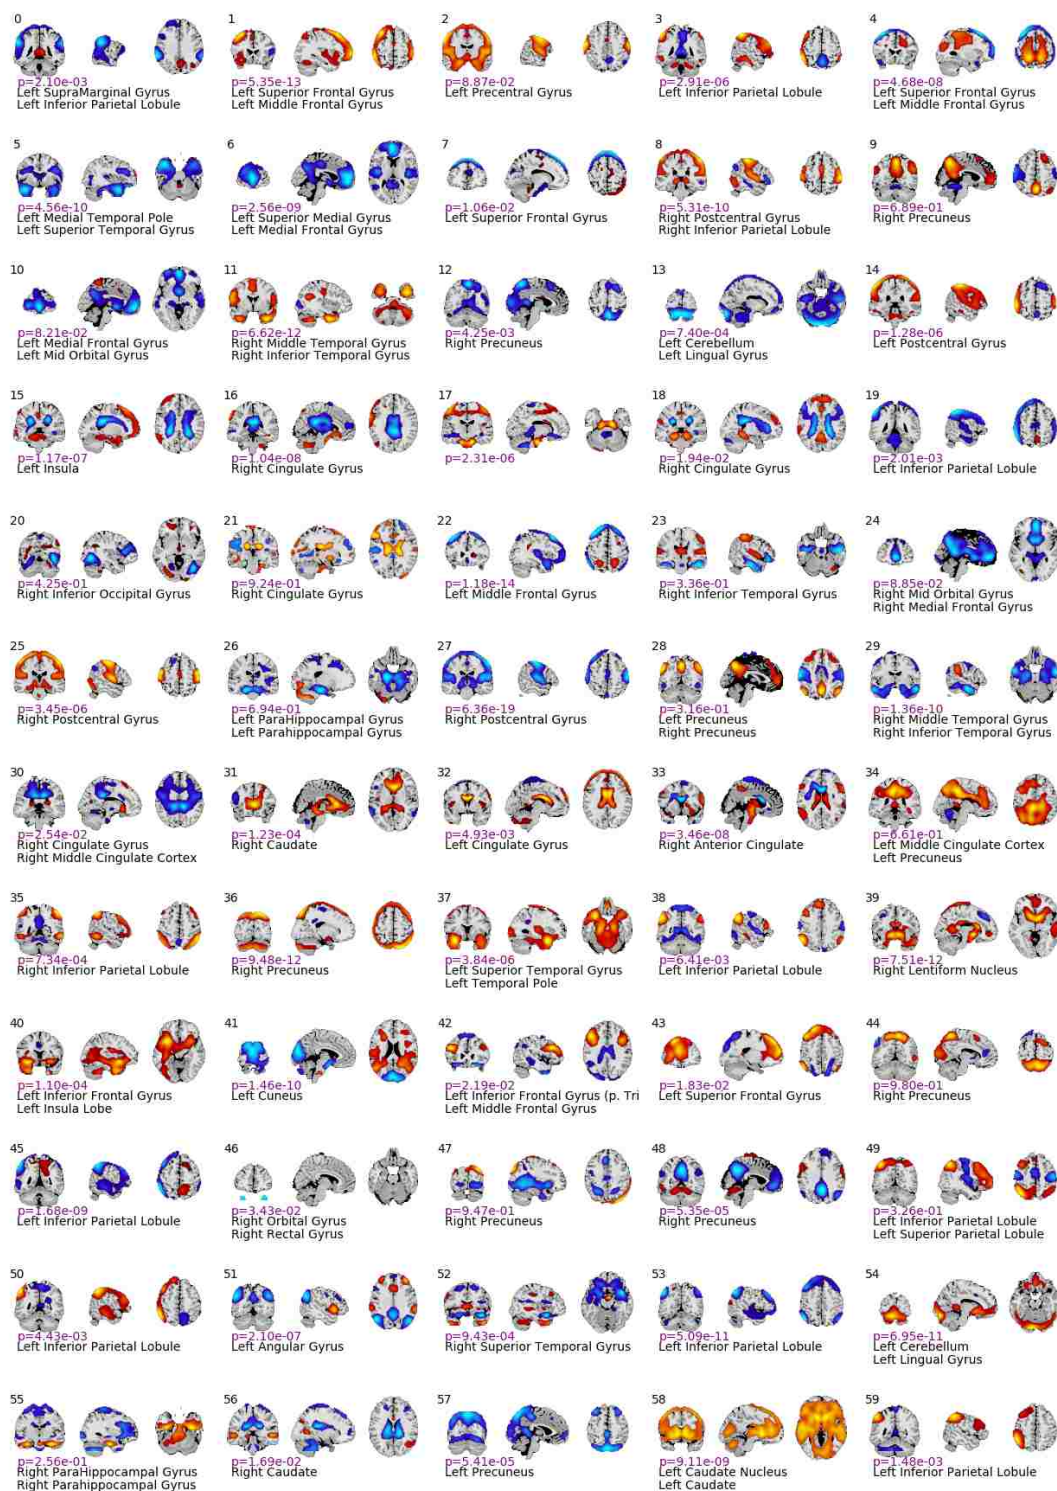 0
p=2.10e-03
Left SupraMarginal Gyrus
Left Inferior Parietal Lobule
1
p=5.35e-13
Left Superior Frontal Gyrus
Left Middle Frontal Gyrus
2
p=8.87e-02
Left Precentral Gyrus
3
p=2.91e-06
Left Inferior Parietal Lobule
4
p=4.68e-08
Left Superior Frontal Gyrus
Left Middle Frontal Gyrus
5
p=4.56e-10
Left Medial Temporal Pole
Left Superior Temporal Gyrus
6
p=2.56e-09
Left Superior Medial Gyrus
Left Medial Frontal Gyrus
7
p=1.06e-02
Left Superior Frontal Gyrus
8
p=5.31e-10
Right Postcentral Gyrus
Right Inferior Parietal Lobule
9
p=6.89e-01
Right Precuneus
10
p=8.21e-02
Left Medial Frontal Gyrus
Left Mid Orbital Gyrus
11
p=6.62e-12
Right Middle Temporal Gyrus
Right Inferior Temporal Gyrus
12
p=4.25e-03
Right Precuneus
13
p=7.40e-04
Left Cerebellum
Left Lingual Gyrus
14
p=1.28e-06
Left Postcentral Gyrus
15
p=1.17e-07
Left Insula
16
p=1.04e-08
Right Cingulate Gyrus
17
p=2.31e-06
18
p=1.94e-02
Right Cingulate Gyrus
19
p=2.01e-03
Left Inferior Parietal Lobule
20
p=4.25e-01
Right Inferior Occipital Gyrus
21
p=9.24e-01
Right Cingulate Gyrus
22
p=1.18e-14
Left Middle Frontal Gyrus
23
p=3.36e-01
Right Inferior Temporal Gyrus
24
p=8.85e-02
Right Mid Orbital Gyrus
Right Medial Frontal Gyrus
25
p=3.45e-06
Right Postcentral Gyrus
26
p=6.94e-01
Left ParaHippocampal Gyrus
Left Parahippocampal Gyrus
27
p=6.36e-19
Right Postcentral Gyrus
28
p=3.16e-01
Left Precuneus
Right Precuneus
29
p=1.36e-10
Right Middle Temporal Gyrus
Right Inferior Temporal Gyrus
30
p=2.54e-02
Right Cingulate Gyrus
Right Middle Cingulate Cortex
31
p=1.23e-04
Right Caudate
32
p=4.93e-03
Left Cingulate Gyrus
33
p=3.46e-08
Right Anterior Cingulate
34
p=6.61e-01
Left Middle Cingulate Cortex
Left Precuneus
35
p=7.34e-04
Right Inferior Parietal Lobule
36
p=9.48e-12
Right Precuneus
37
p=3.84e-06
Left Superior Temporal Gyrus
Left Temporal Pole
38
p=6.41e-03
Left Inferior Parietal Lobule
39
p=7.51e-12
Right Lentiform Nucleus
40
p=1.10e-04
Left Inferior Frontal Gyrus
Left Insula Lobe
41
p=1.46e-10
Left Cuneus
42
p=2.19e-02
Left Inferior Frontal Gyrus (p. Tri
Left Middle Frontal Gyrus
43
p=1.83e-02
Left Superior Frontal Gyrus
44
p=9.80e-01
Right Precuneus
45
p=1.68e-09
Left Inferior Parietal Lobule
46
p=3.43e-02
Right Orbital Gyrus
Right Rectal Gyrus
47
p=9.47e-01
Right Precuneus
48
p=5.35e-05
Right Precuneus
49
p=3.26e-01
Left Inferior Parietal Lobule
Left Superior Parietal Lobule
50
p=4.43e-03
Left Inferior Parietal Lobule
51
p=2.10e-07
Left Angular Gyrus
52
p=9.43e-04
Right Superior Temporal Gyrus
53
p=5.09e-11
Left Inferior Parietal Lobule
54
p=6.95e-11
Left Cerebellum
Left Lingual Gyrus
55
p=2.56e-01
Right ParaHippocampal Gyrus
Right Parahippocampal Gyrus
56
p=1.69e-02
Right Caudate
57
p=5.41e-05
Left Precuneus
58
p=9.11e-09
Left Caudate Nucleus
Left Caudate
59
p=1.48e-03
Left Inferior Parietal Lobule